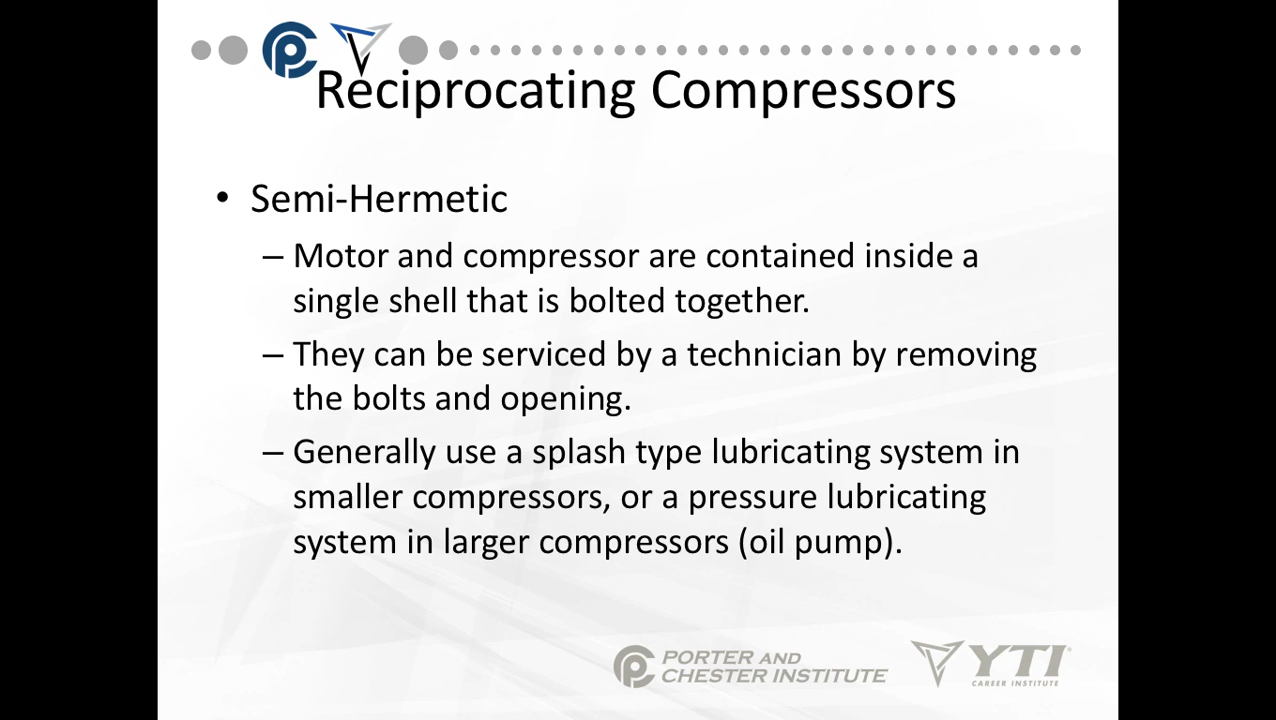 Reciprocating Compressors
• Semi-Hermetic
– Motor and compressor are contained inside a
single shell that is bolted together.
– They can be serviced by a technician by removing
the bolts and opening.
– Generally use a splash type lubricating system in
smaller compressors, or a pressure lubricating
system in larger compressors (oil pump).
PORTER AND
CHESTER INSTITUTE
YTI
CAREER INSTITUTE